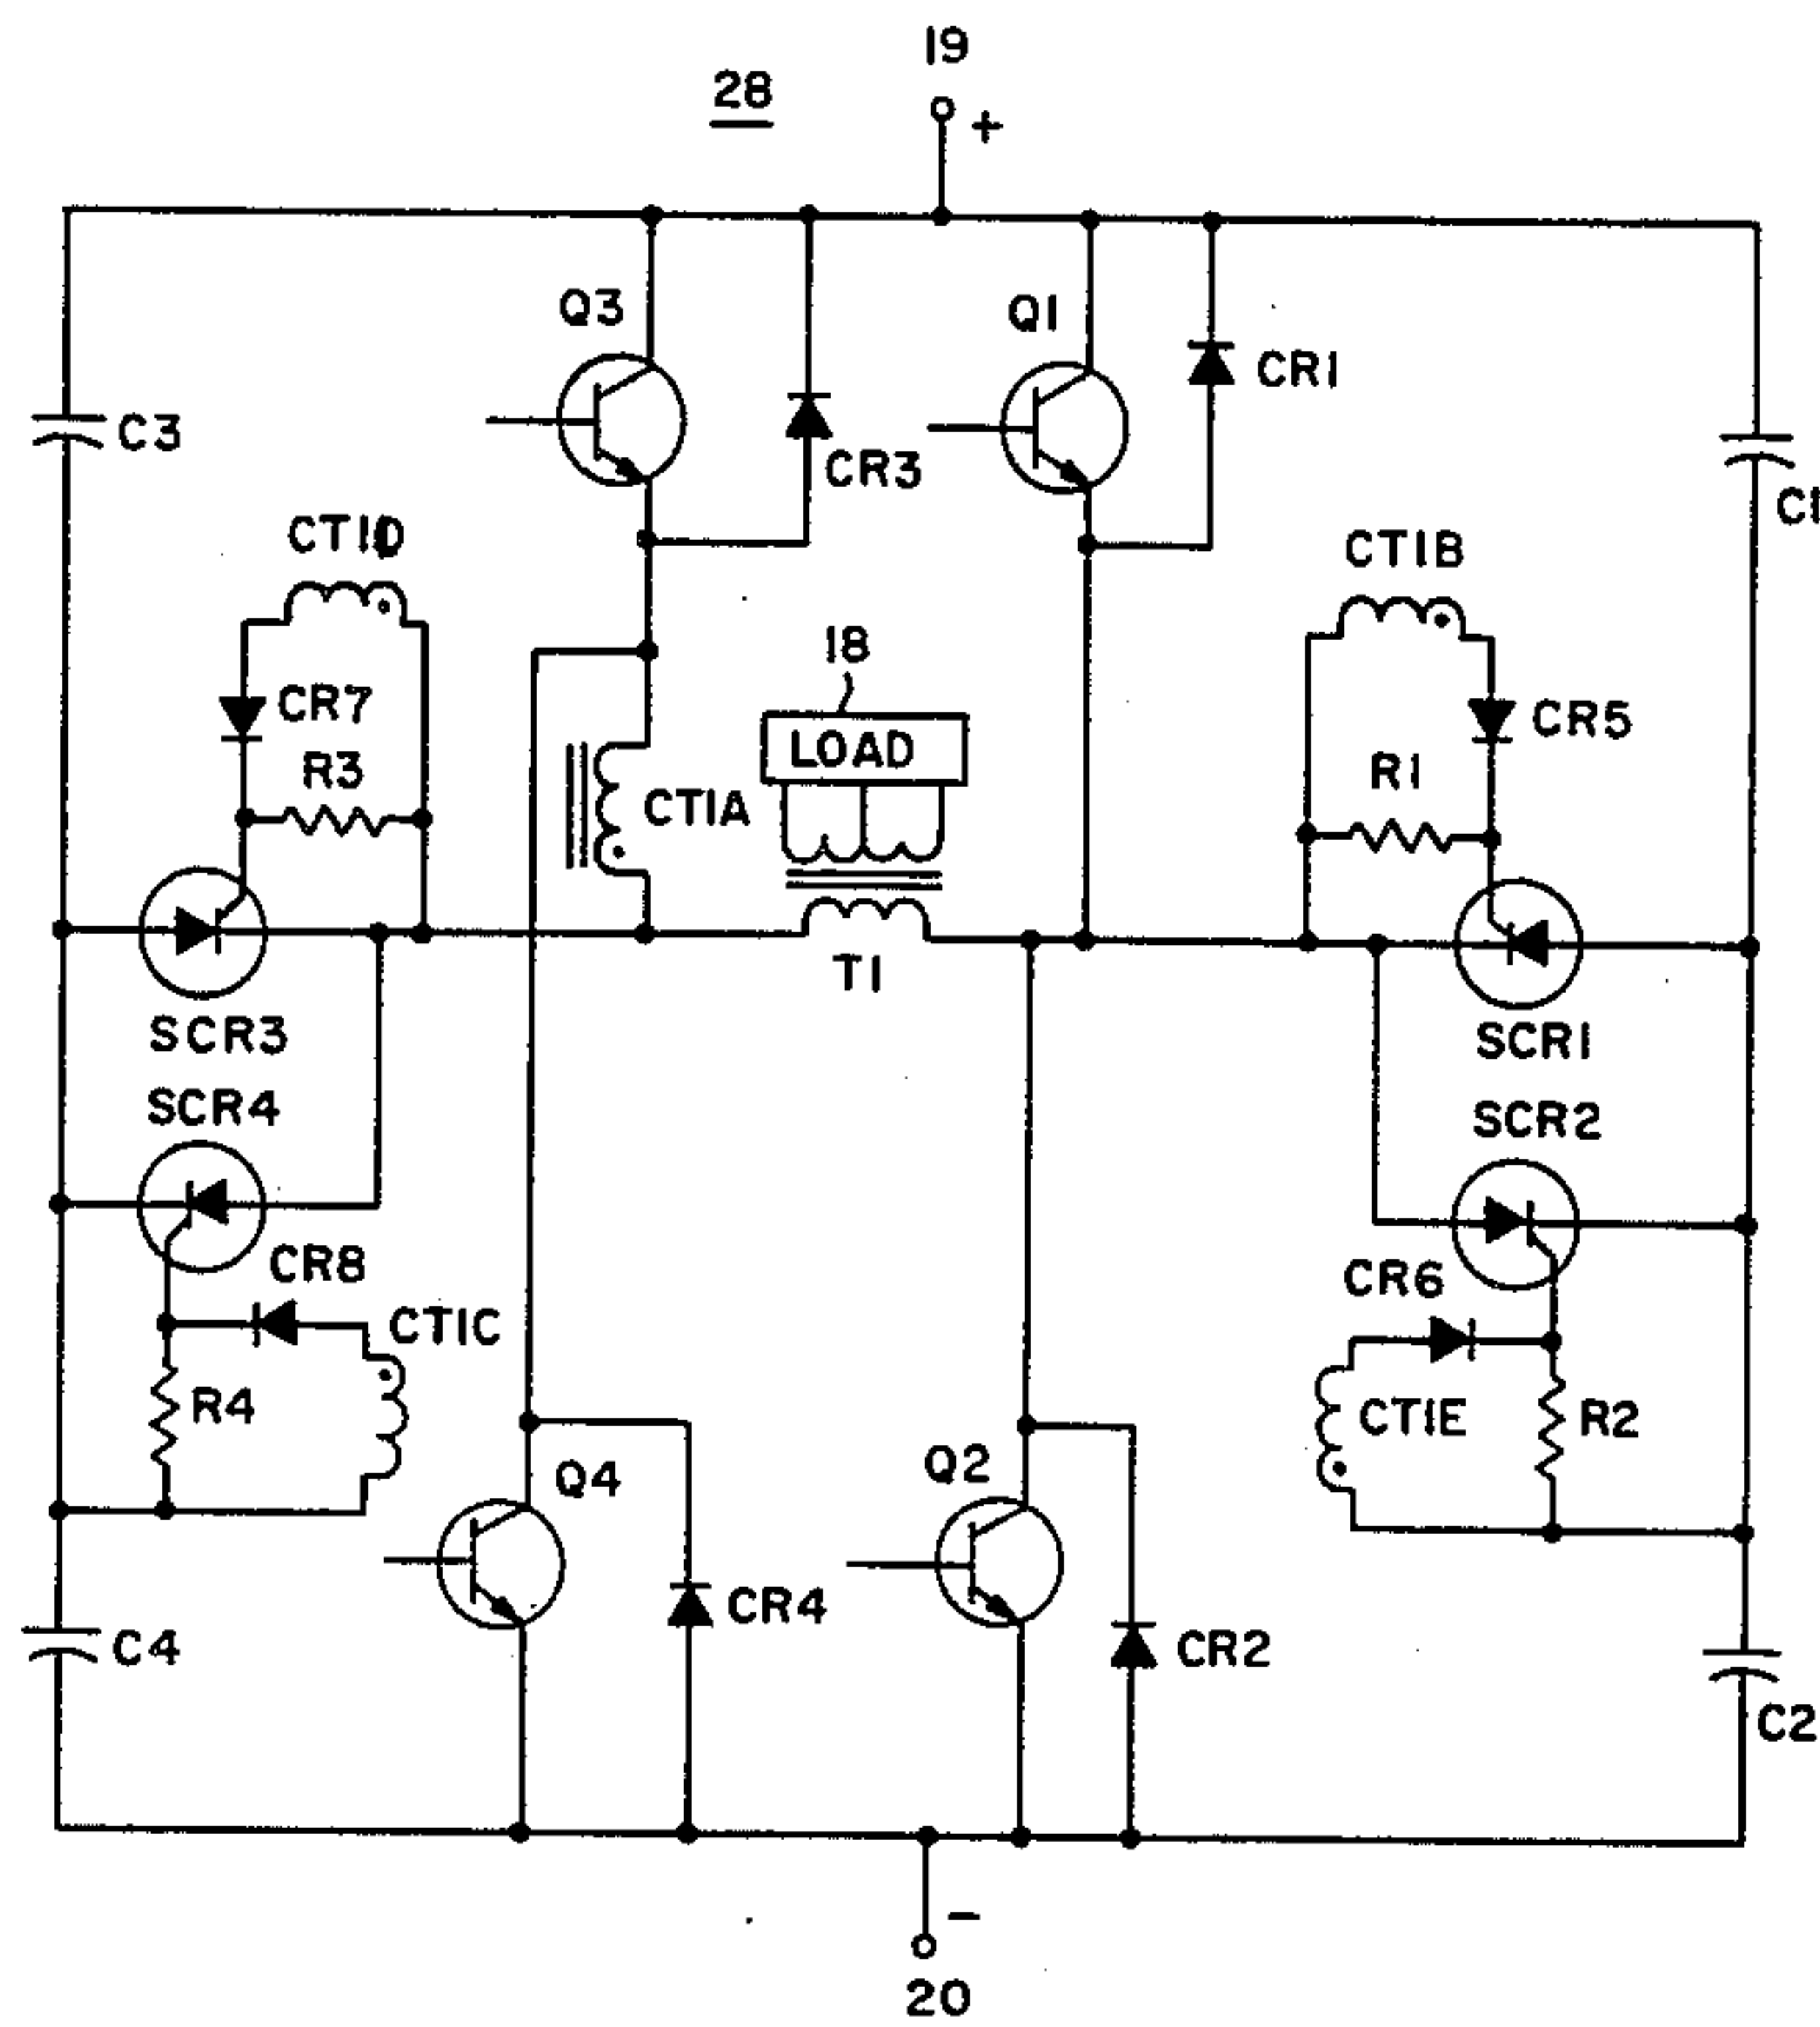 19
28
+
Q3
Q1
CR1
C3
CR3
C1
CT1D
CT1B
18
CR7
CR5
LOAD
R3
R1
CT1A
T1
SCR3
SCR1
SCR4
SCR2
CR8
CR6
CT1C
R4
CT1E
R2
Q4
Q2
CR4
C4
CR2
C2
−
20